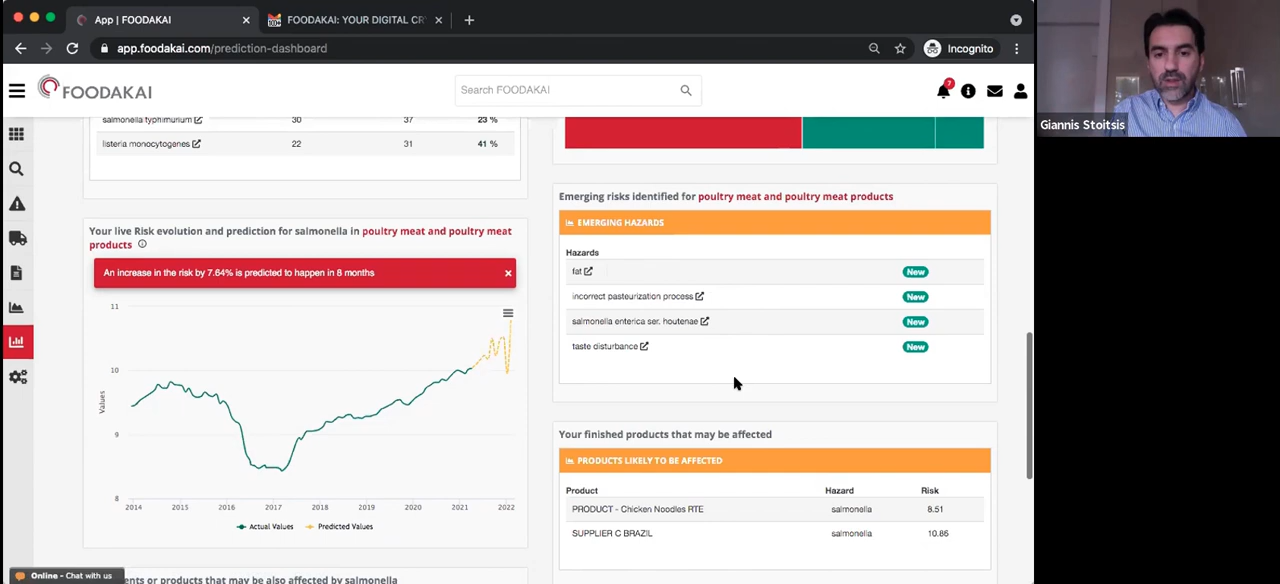 App | FOODAKAI
FOODAKAI: YOUR DIGITAL CR
app.foodakai.com/prediction-dashboard
Incognito
FOODAKAI
Search FOODAKAI
7
Giannis Stoitsis
salmonella typhimurium 30 37 23 %
listeria monocytogenes 22 31 41 %
Your live Risk evolution and prediction for salmonella in poultry meat and poultry meat
products
An increase in the risk by 7.64% is predicted to happen in 8 months
11
10
9
8
Values
2014 2015 2016 2017 2018 2019 2020 2021 2022
Actual Values Predicted Values
Emerging risks identified for poultry meat and poultry meat products
EMERGING HAZARDS
Hazards
fat New
incorrect pasteurization process New
salmonella enterica ser. houtenae New
taste disturbance New
Your finished products that may be affected
PRODUCTS LIKELY TO BE AFFECTED
Product Hazard Risk
PRODUCT - Chicken Noodles RTE salmonella 8.51
SUPPLIER C BRAZIL salmonella 10.86
Online - Chat with us
ents or products that may be also affected by salmonella